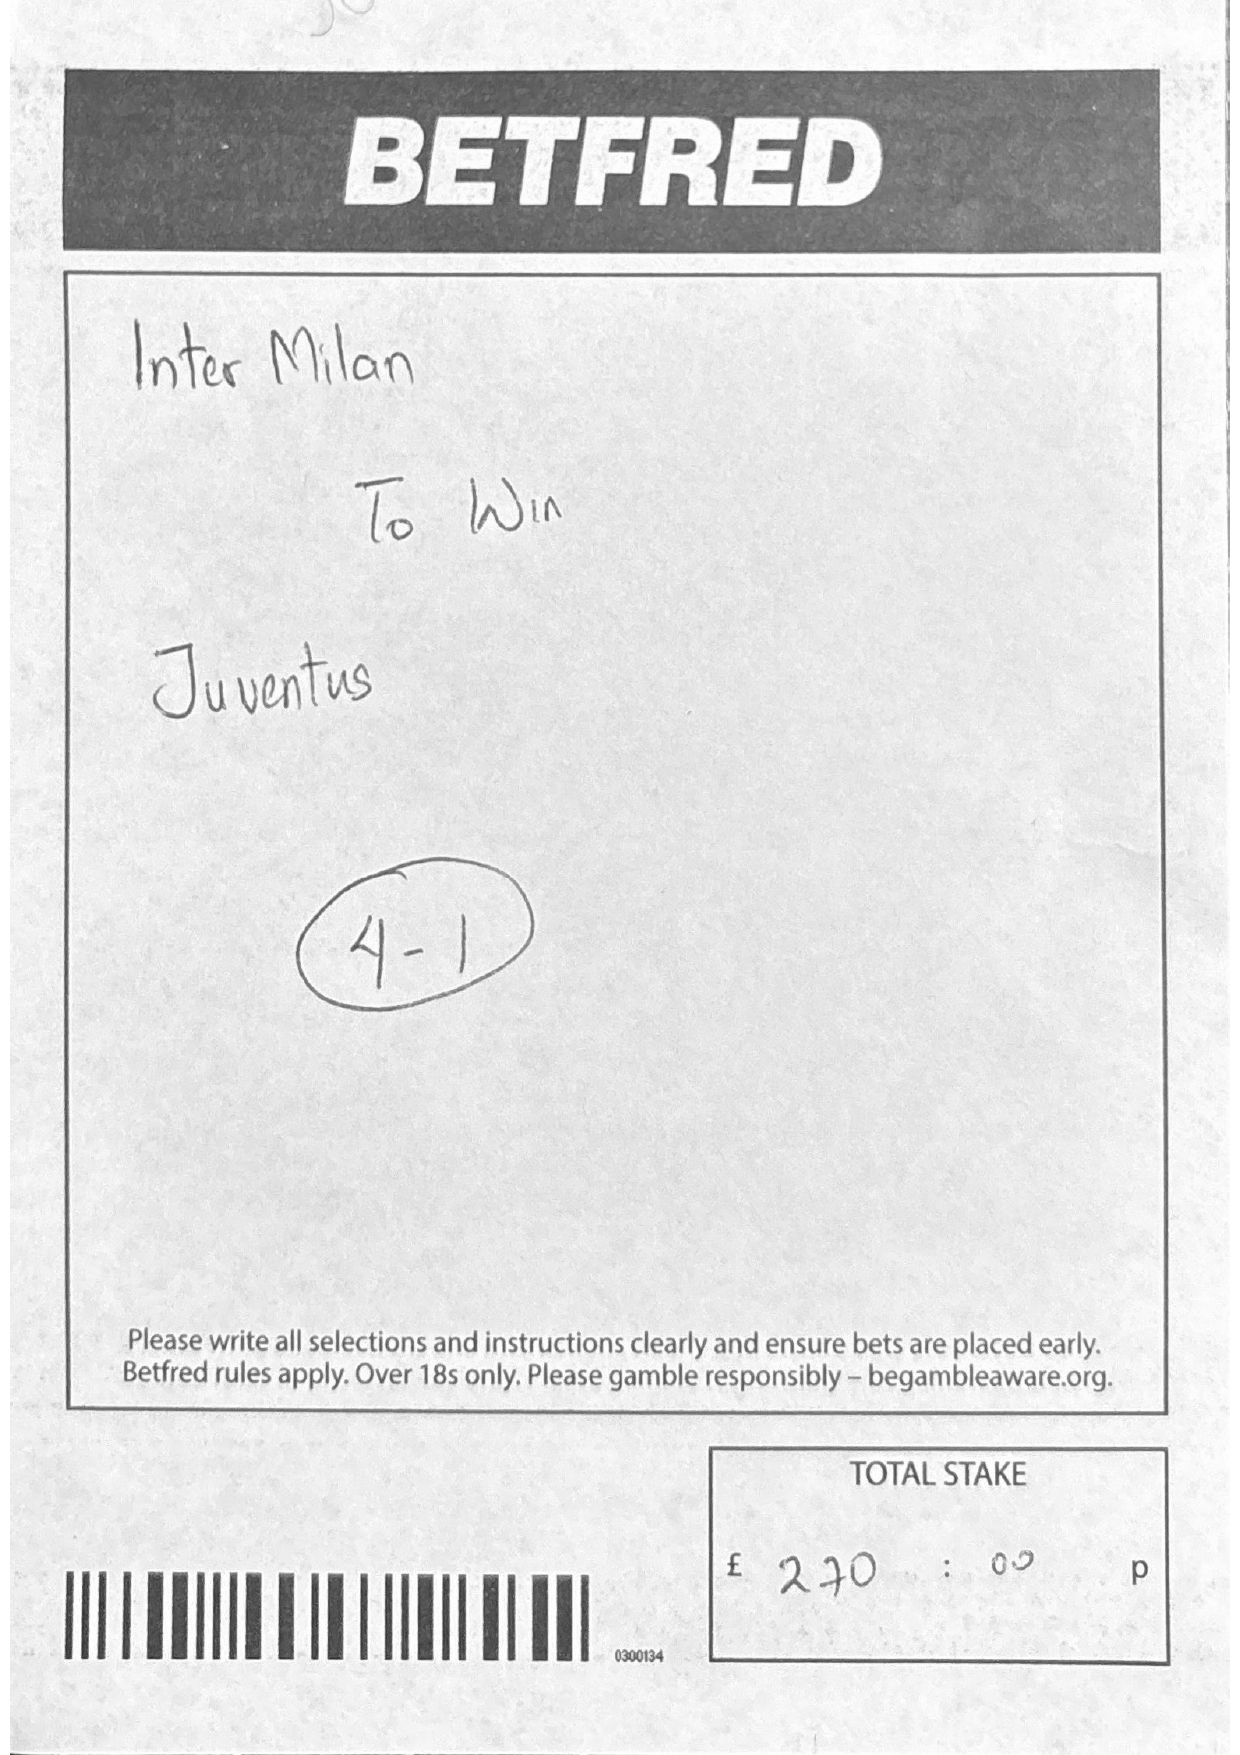 BETFRED
Inter Milan
To Win
Juventus
4-1
Please write all selections and instructions clearly and ensure bets are placed early.
Betfred rules apply. Over 18s only. Please gamble responsibly – begambleaware.org.
TOTAL STAKE
£ 270 : 00 p
0300134